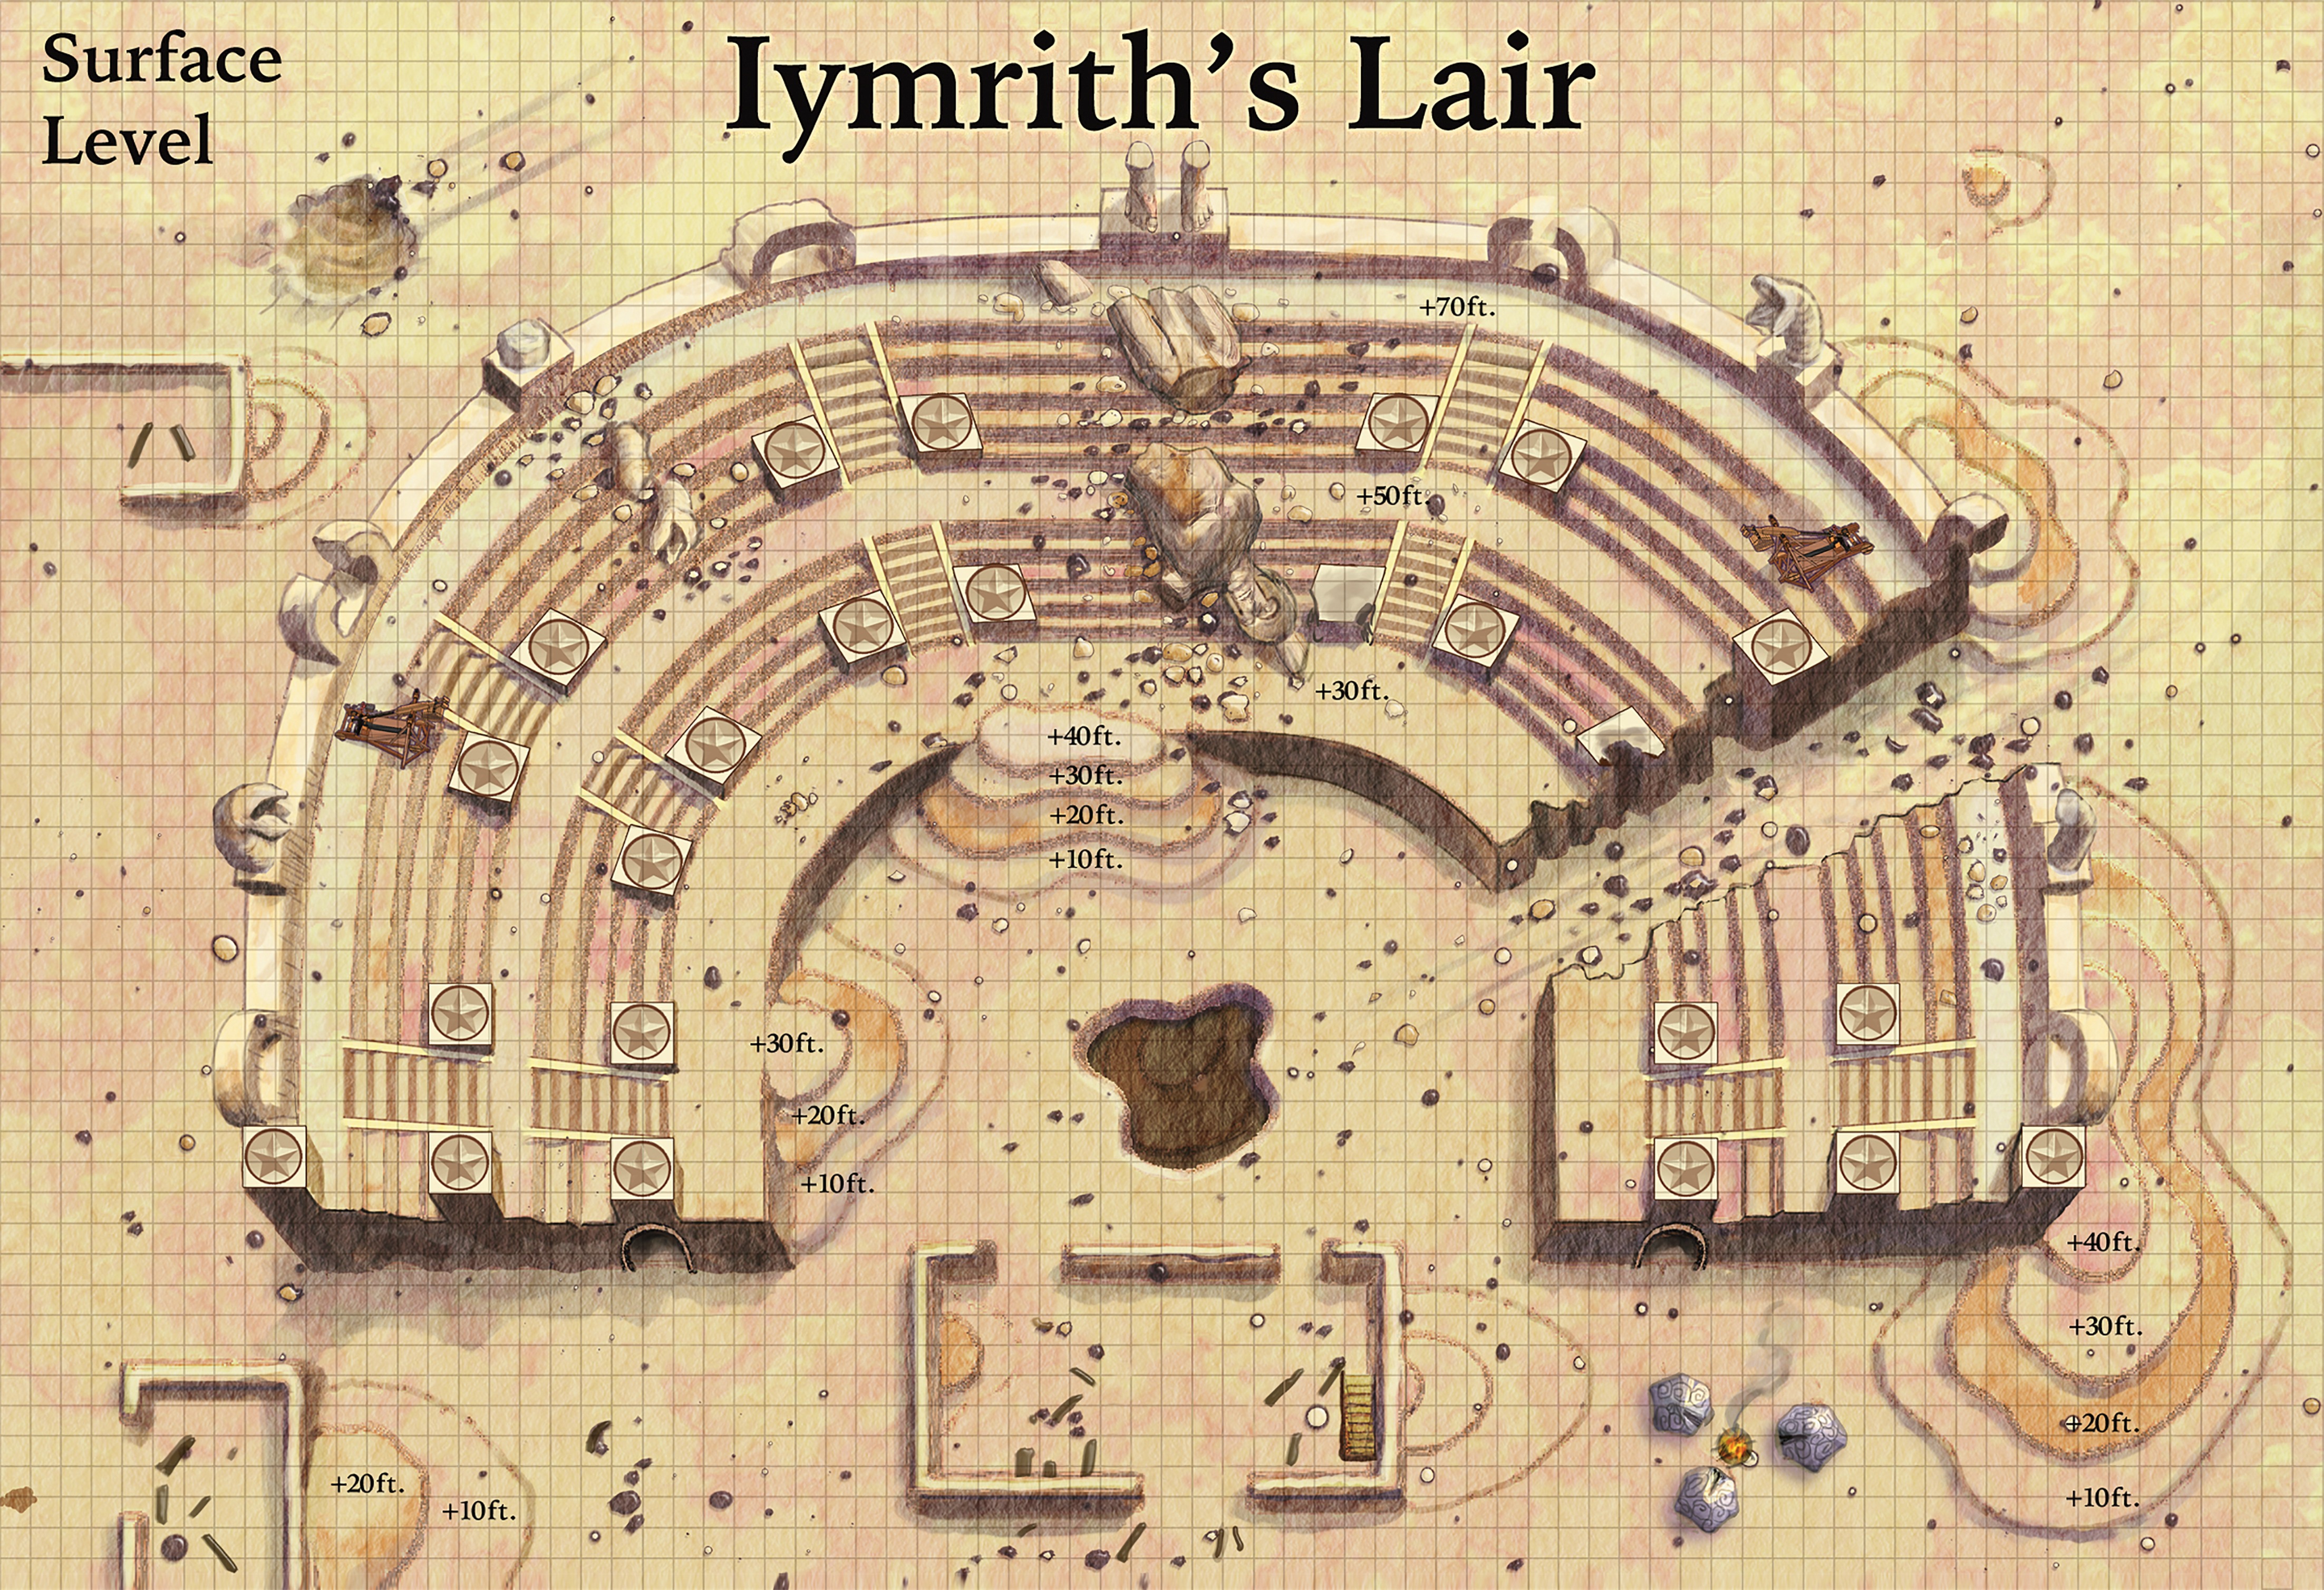 Surface
Level
Iymrith's Lair
+70ft.
+50ft.
+30ft.
+40ft.
+30ft.
+20ft.
+10ft.
+30ft.
+20ft.
+10ft.
+40ft.
+30ft.
+20ft.
+10ft.
+20ft.
+10ft.